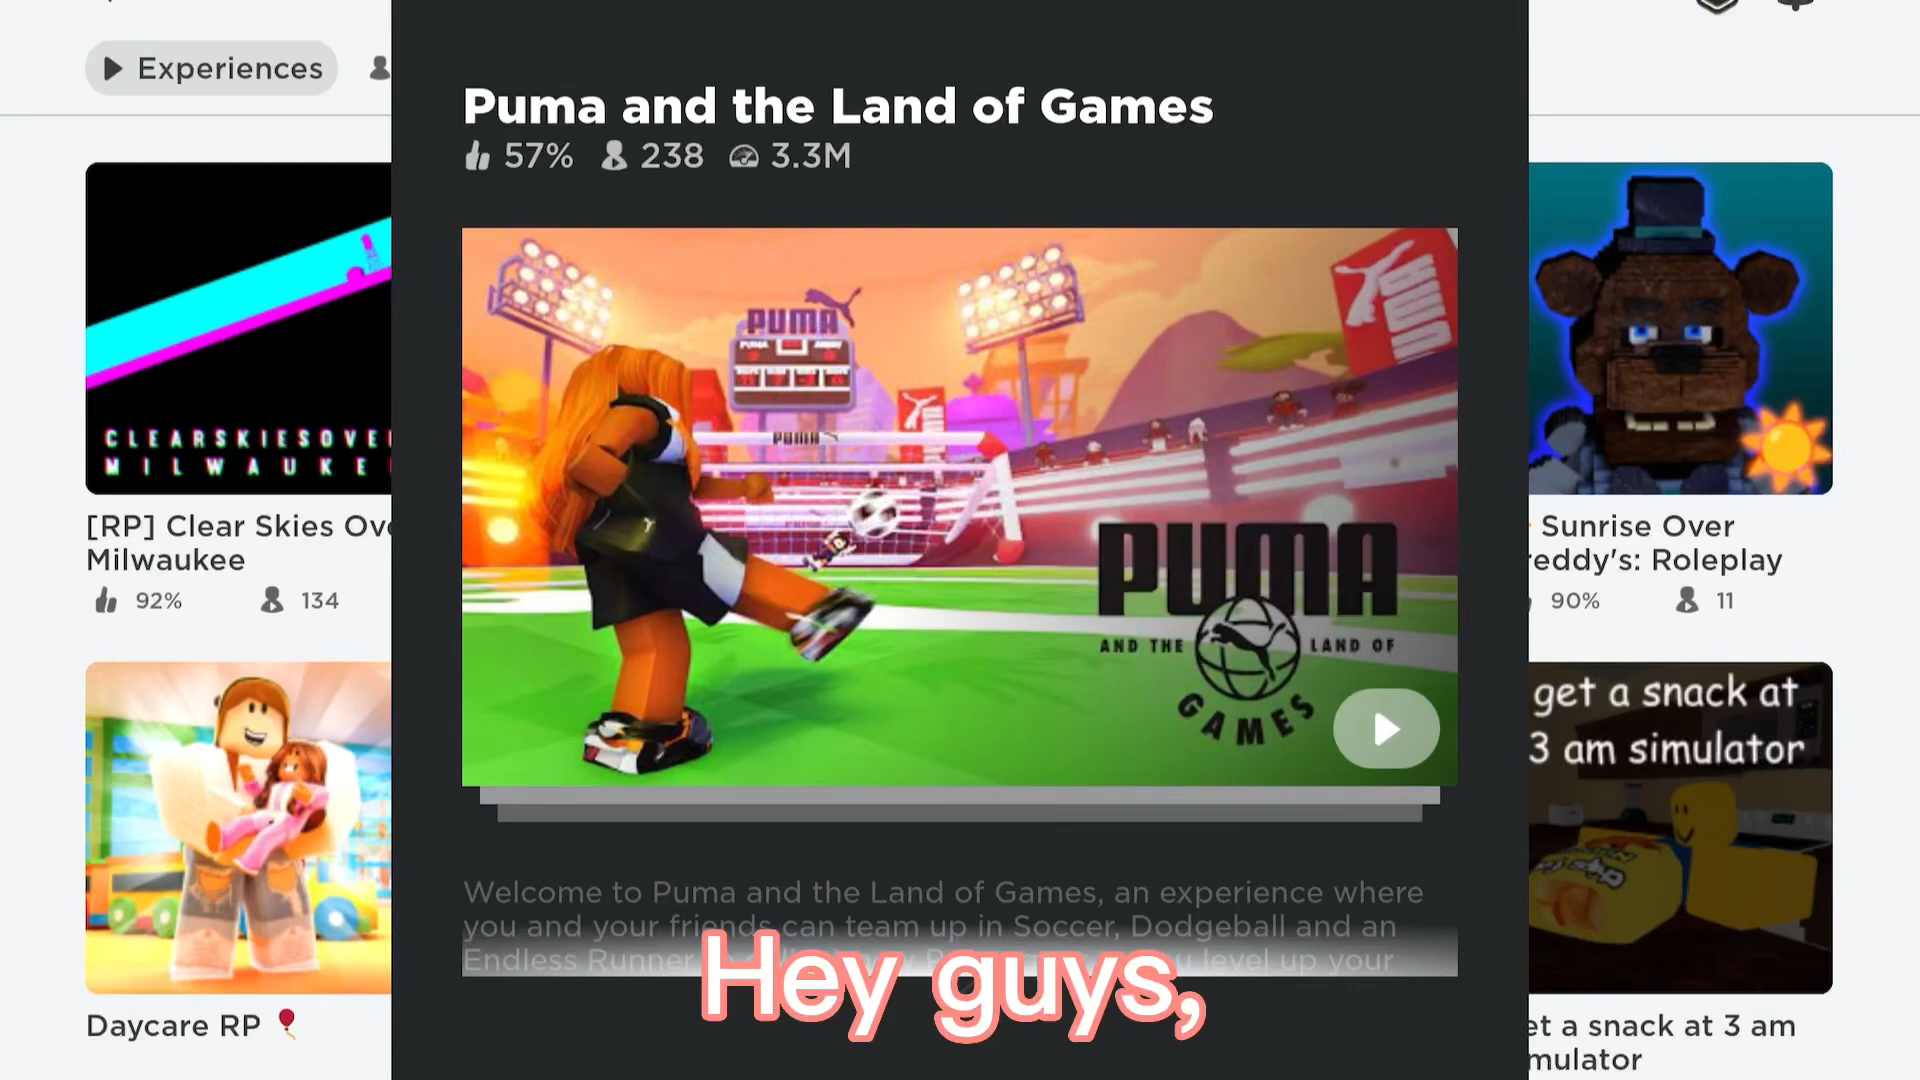 Experiences
Puma and the Land of Games
57% 238 3.3M
PUMA
PUMA
PUMA
PUMA
AND THE LAND OF
GAMES
CLEARSKIESOVE
MILWAUKE
[RP] Clear Skies Ov
Milwaukee
92% 134
Sunrise Over
reddy's: Roleplay
90% 11
get a snack at
3 am simulator
Welcome to Puma and the Land of Games, an experience where
you and your friends can team up in Soccer, Dodgeball and an
Endless Runner level up your
Hey guys,
Daycare RP
et a snack at 3 am
mulator